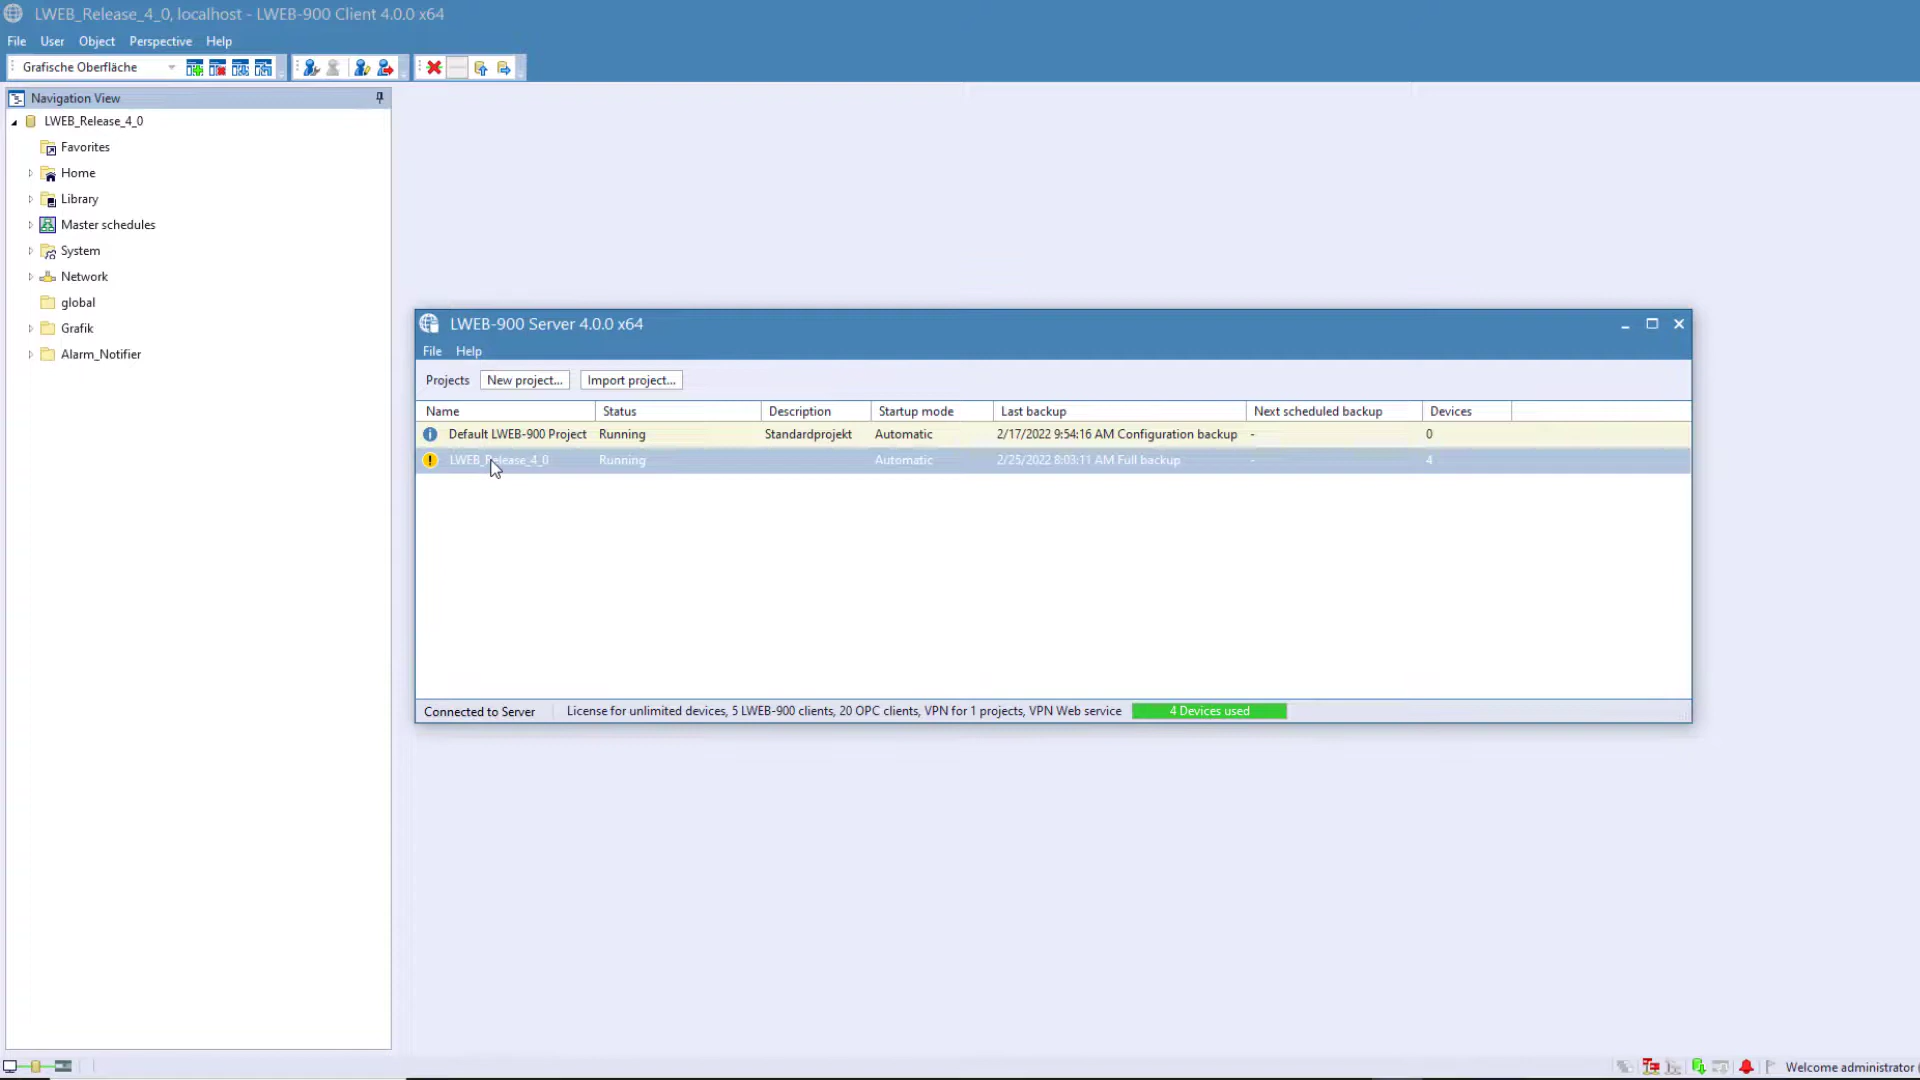 LWEB_Release_4_0, localhost - LWEB-900 Client 4.0.0 x64
File User Object Perspective Help
Grafische Oberfläche
Navigation View
LWEB_Release_4_0
Favorites
Home
Library
Master schedules
System
Network
global
Grafik
Alarm_Notifier
LWEB-900 Server 4.0.0 x64
File Help
Projects New project... Import project...
Name Status Description Startup mode Last backup Next scheduled backup Devices
Default LWEB-900 Project Running Standardprojekt Automatic 2/17/2022 9:54:16 AM Configuration backup - 0
LWEB_Release_4_0 Running Automatic 2/25/2022 8:03:11 AM Full backup - 4
Connected to Server License for unlimited devices, 5 LWEB-900 clients, 20 OPC clients, VPN for 1 projects, VPN Web service 4 Devices used
Welcome administrator (